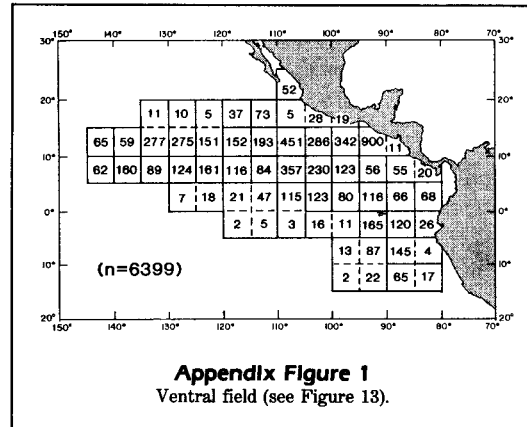 150° 140° 130° 120° 110° 100° 90° 80° 70°
30° 30°
52
20° 11 10 5 37 73 5 28 19 20°
65 59 277 275 151 152 193 451 286 342 900 11
10° 10°
62 160 89 124 161 116 84 357 230 123 56 55 20
7 18 21 47 115 123 80 116 66 68
0° 0°
2 5 3 16 11 165 120 26
(n=6399) 13 87 145 4
10° 10°
2 22 65 17
20° 20°
150° 140° 130° 120° 110° 100° 90° 80° 70°
Appendix Figure 1
Ventral field (see Figure 13).